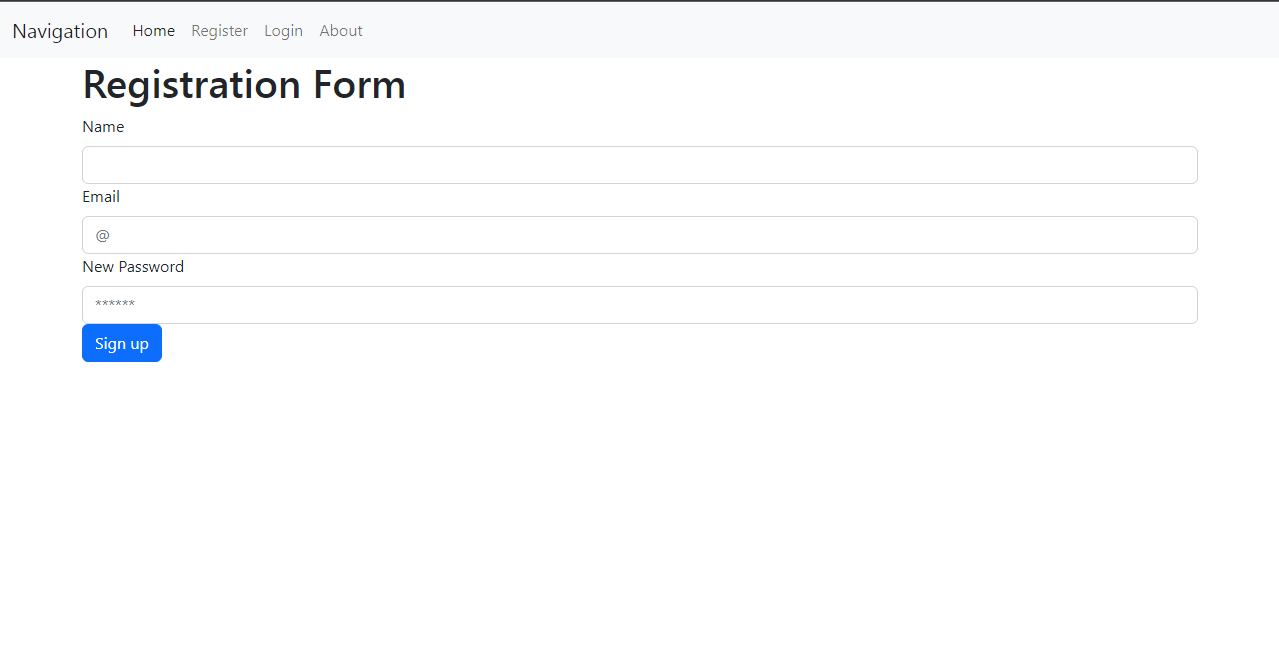 Navigation Home Register Login About
Registration Form
Name
Email
@
New Password
******
Sign up